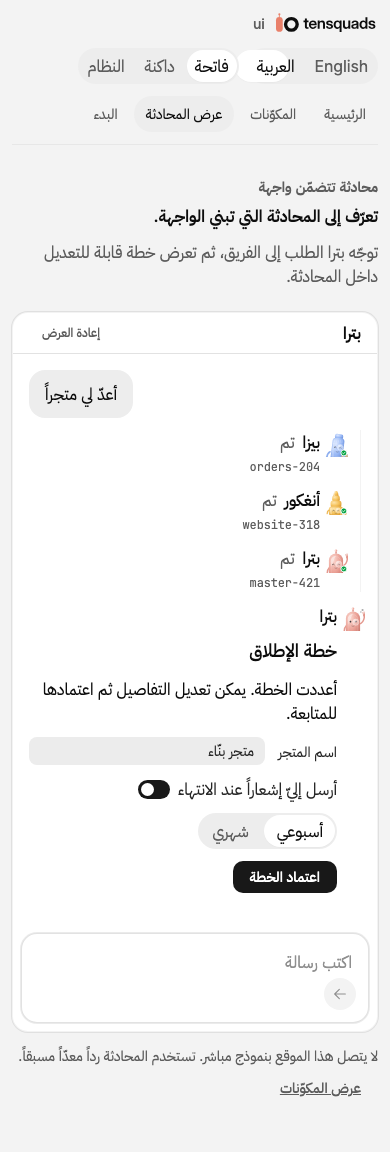 tensquads ui
English العربية فاتحة داكنة النظام
الرئيسية المكوّنات عرض المحادثة البدء
محادثة تتضمّن واجهة
تعرّف إلى المحادثة التي تبني الواجهة.
توجّه بترا الطلب إلى الفريق، ثم تعرض خطة قابلة للتعديل
داخل المحادثة.
بترا إعادة العرض
أعدّ لي متجراً
بيزا تم
orders-204
أنغكور تم
website-318
بترا تم
master-421
بترا
خطة الإطلاق
أعددت الخطة. يمكن تعديل التفاصيل ثم اعتمادها
للمتابعة.
اسم المتجر متجر بنّاء
أرسل إليّ إشعاراً عند الانتهاء
أسبوعي شهري
اعتماد الخطة
اكتب رسالة
لا يتصل هذا الموقع بنموذج مباشر. تستخدم المحادثة رداً معدّاً مسبقاً.
عرض المكوّنات